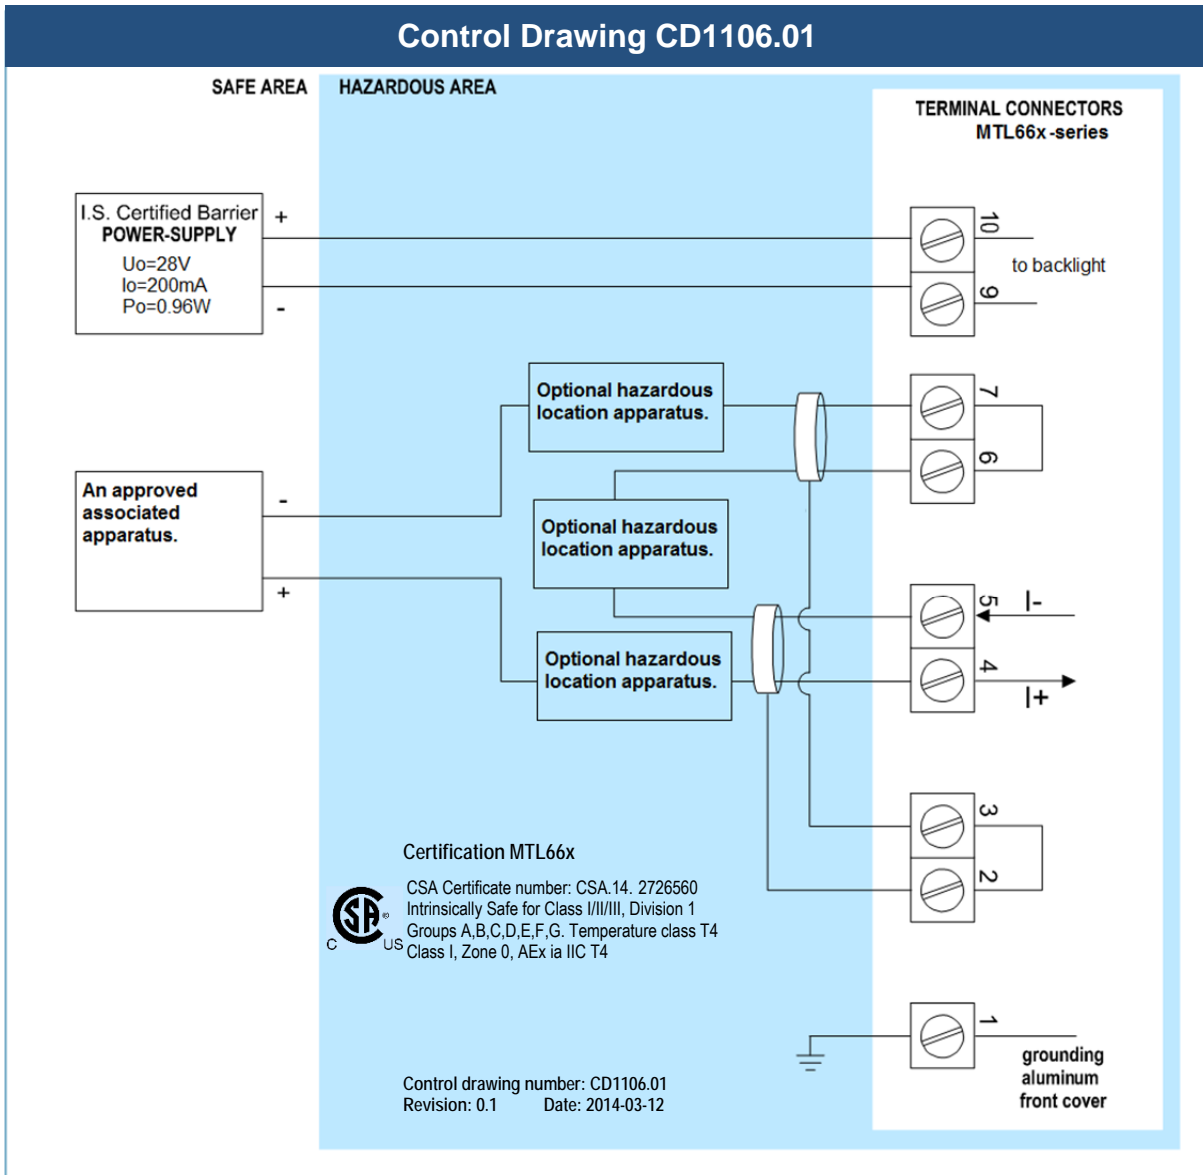 Control Drawing CD1106.01
SAFE AREA
HAZARDOUS AREA
TERMINAL CONNECTORS
MTL66x-series
I.S. Certified Barrier
POWER-SUPPLY
Uo=28V
Io=200mA
Po=0.96W
+
-
10
to backlight
9
Optional hazardous
location apparatus.
7
6
An approved
associated
apparatus.
-
+
Optional hazardous
location apparatus.
5
I-
Optional hazardous
location apparatus.
4
I+
3
2
Certification MTL66x
CSA Certificate number: CSA.14. 2726560
Intrinsically Safe for Class I/II/III, Division 1
Groups A,B,C,D,E,F,G. Temperature class T4
Class I, Zone 0, AEx ia IIC T4
CSA ®
C US
1
grounding
aluminum
front cover
Control drawing number: CD1106.01
Revision: 0.1 Date: 2014-03-12